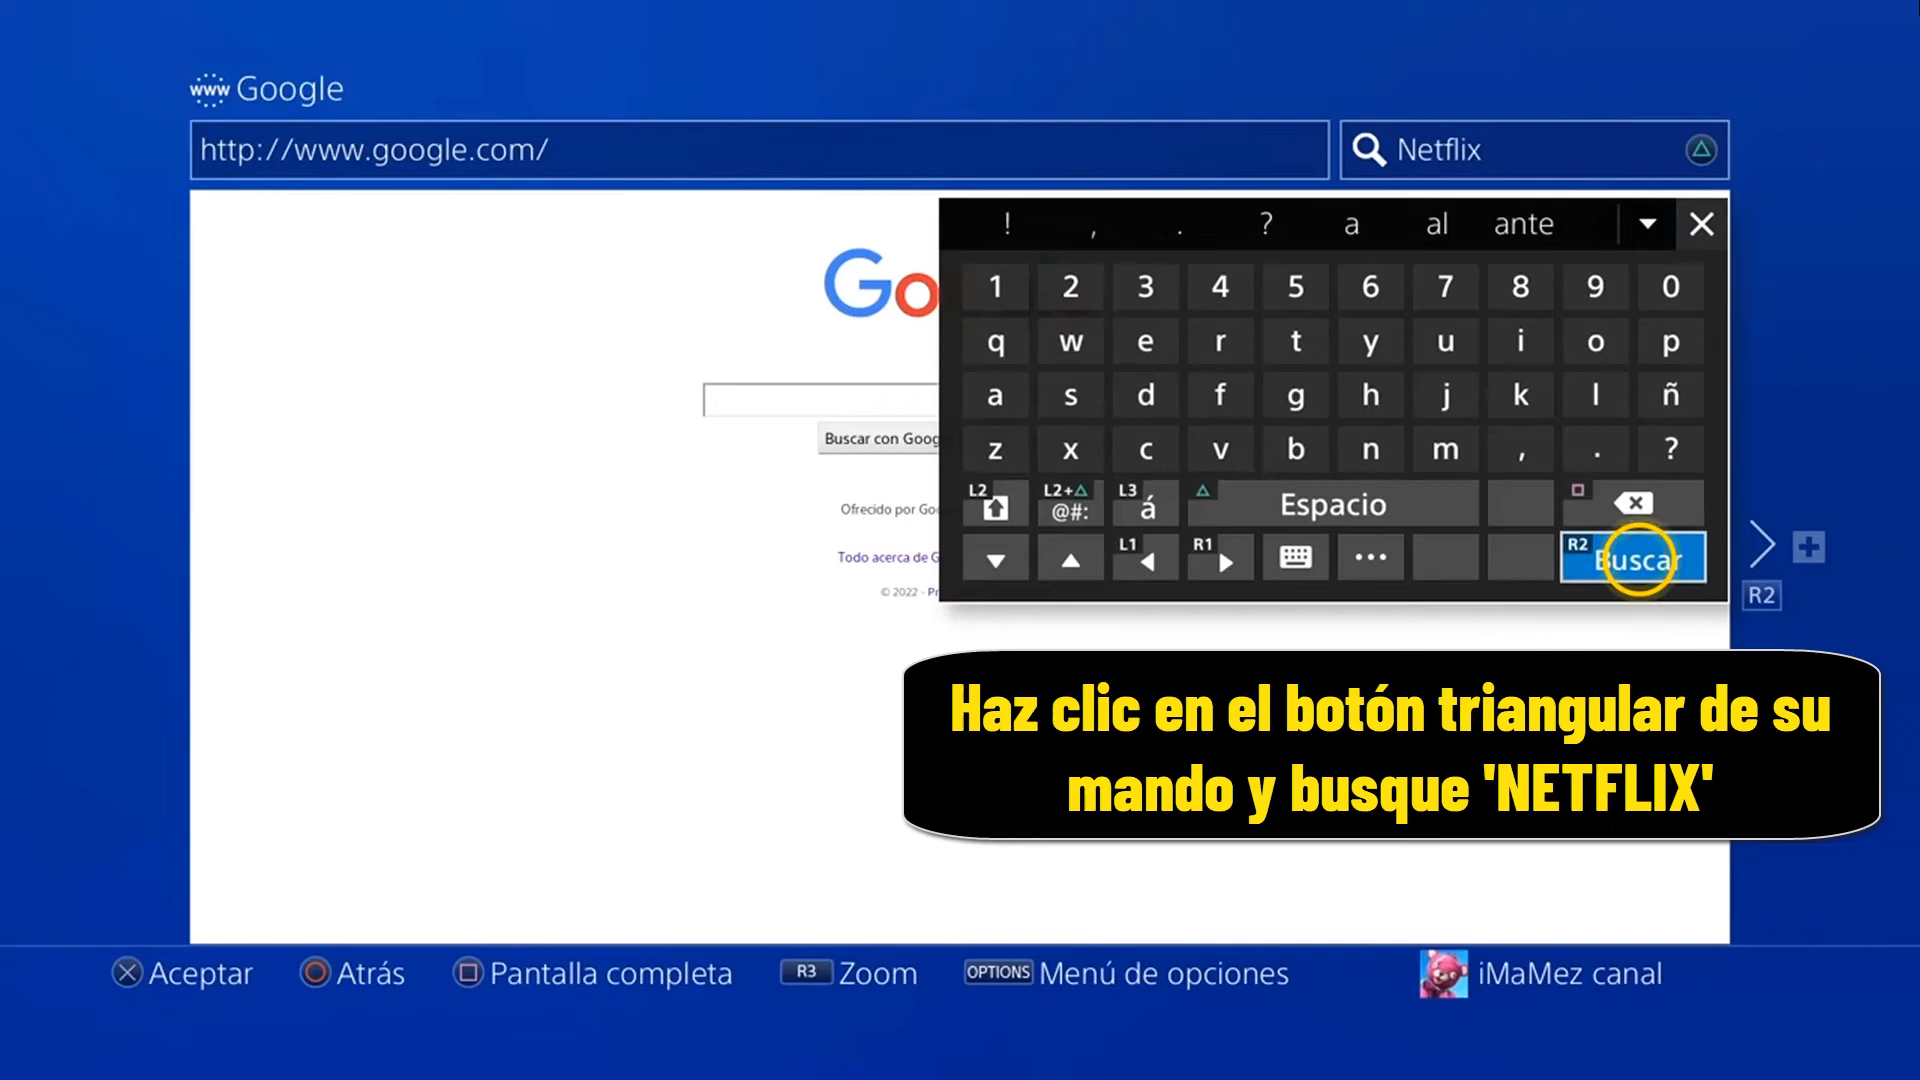 www Google
http://www.google.com/
Netflix
Go
Buscar con Goog
Ofrecido por Goo
Todo acerca de G
© 2022 - Pr
! , . ? a al ante
1 2 3 4 5 6 7 8 9 0
q w e r t y u i o p
a s d f g h j k l ñ
z x c v b n m , . ?
L2 L2+△ @#: L3 á △ Espacio
L1 R1 ••• R2 Buscar
R2
Haz clic en el botón triangular de su
mando y busque 'NETFLIX'
Aceptar Atrás Pantalla completa R3 Zoom OPTIONS Menú de opciones iMaMez canal